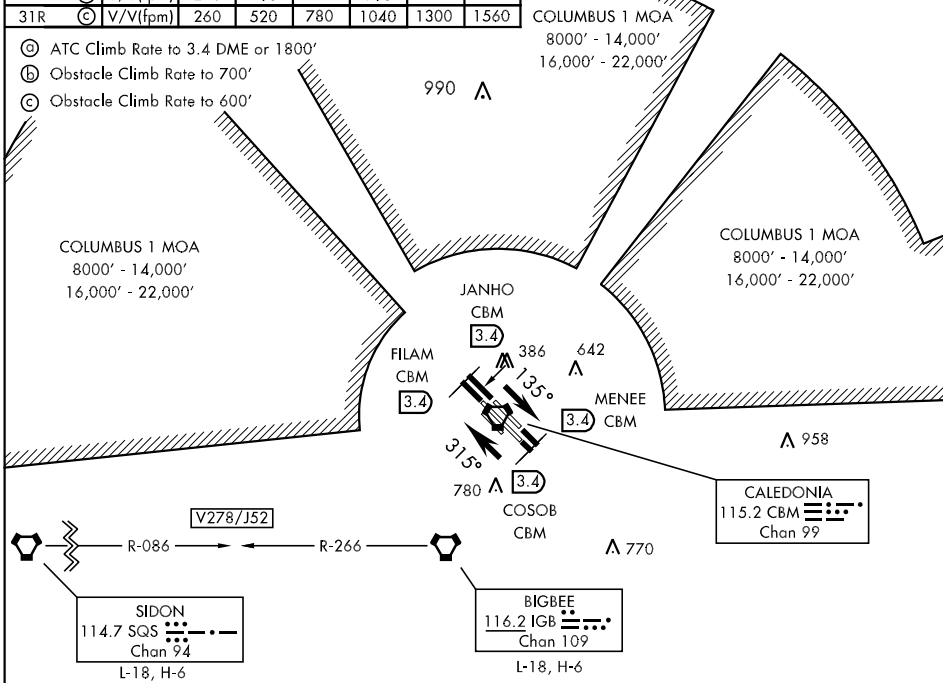 31R ⓒ V/V(fpm) 260 520 780 1040 1300 1560
ⓐ ATC Climb Rate to 3.4 DME or 1800'
ⓑ Obstacle Climb Rate to 700'
ⓒ Obstacle Climb Rate to 600'
COLUMBUS 1 MOA
8000' - 14,000'
16,000' - 22,000'
990
COLUMBUS 1 MOA
8000' - 14,000'
16,000' - 22,000'
COLUMBUS 1 MOA
8000' - 14,000'
16,000' - 22,000'
JANHO
CBM
3.4
FILAM
CBM
3.4
386
642
135°
MENEE
3.4 CBM
315°
958
780
3.4
COSOB
CBM
CALEDONIA
115.2 CBM
Chan 99
V278/J52
R-086
R-266
770
SIDON
114.7 SQS
Chan 94
L-18, H-6
BIGBEE
116.2 IGB
Chan 109
L-18, H-6